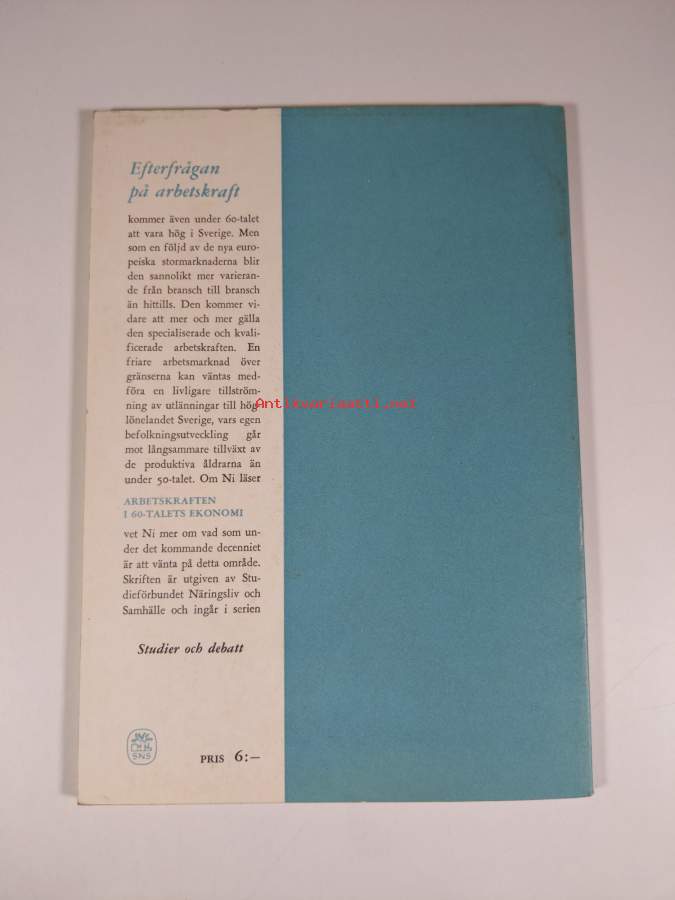 Efterfrågan
på arbetskraft
kommer även under 60-talet
att vara hög i Sverige. Men
som en följd av de nya euro-
peiska stormarknaderna blir
den sannolikt mer varieran-
de från bransch till bransch
än hittills. Den kommer vi-
dare att mer och mer gälla
den specialiserade och kvali-
ficerade arbetskraften. En
friare arbetsmarknad över
gränserna kan väntas med-
föra en livligare tillström-
ning av utlänningar till hög-
lönelandet Sverige, vars egen
befolkningsutveckling går
mot långsammare tillväxt av
de produktiva åldrarna än
under 50-talet. Om Ni läser
ARBETSKRAFTEN
I 60-TALETS EKONOMI
vet Ni mer om vad som un-
der det kommande decenniet
är att vänta på detta område.
Skriften är utgiven av Stu-
dieförbundet Näringsliv och
Samhälle och ingår i serien
Studier och debatt
SNS
PRIS 6:—
Antikvariaatti.net